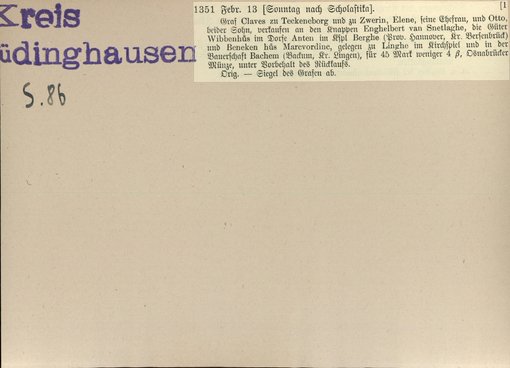 Kreis
üdinghausen
S. 86
1351 Febr. 13 [Sonntag nach Scholastika]. [1
Graf Claves zu Teckeneborg und zu Zwerin, Elene, seine Ehefrau, und Otto,
beider Sohn, verkaufen an den Knappen Enghelbert van Snetlaghe, die Güter
Wibbenhûs im Dorfe Anten im Kspl Berghe (Prov. Hannover, Kr. Bersenbrück)
und Beneken hûs Marevordine, gelegen zu Linghe im Kirchspiel und in der
Bauerschaft Bachem (Backum, Kr. Lingen), für 45 Mark weniger 4 β, Osnabrücker
Münze, unter Vorbehalt des Rückkaufs.
Orig. — Siegel des Grafen ab.